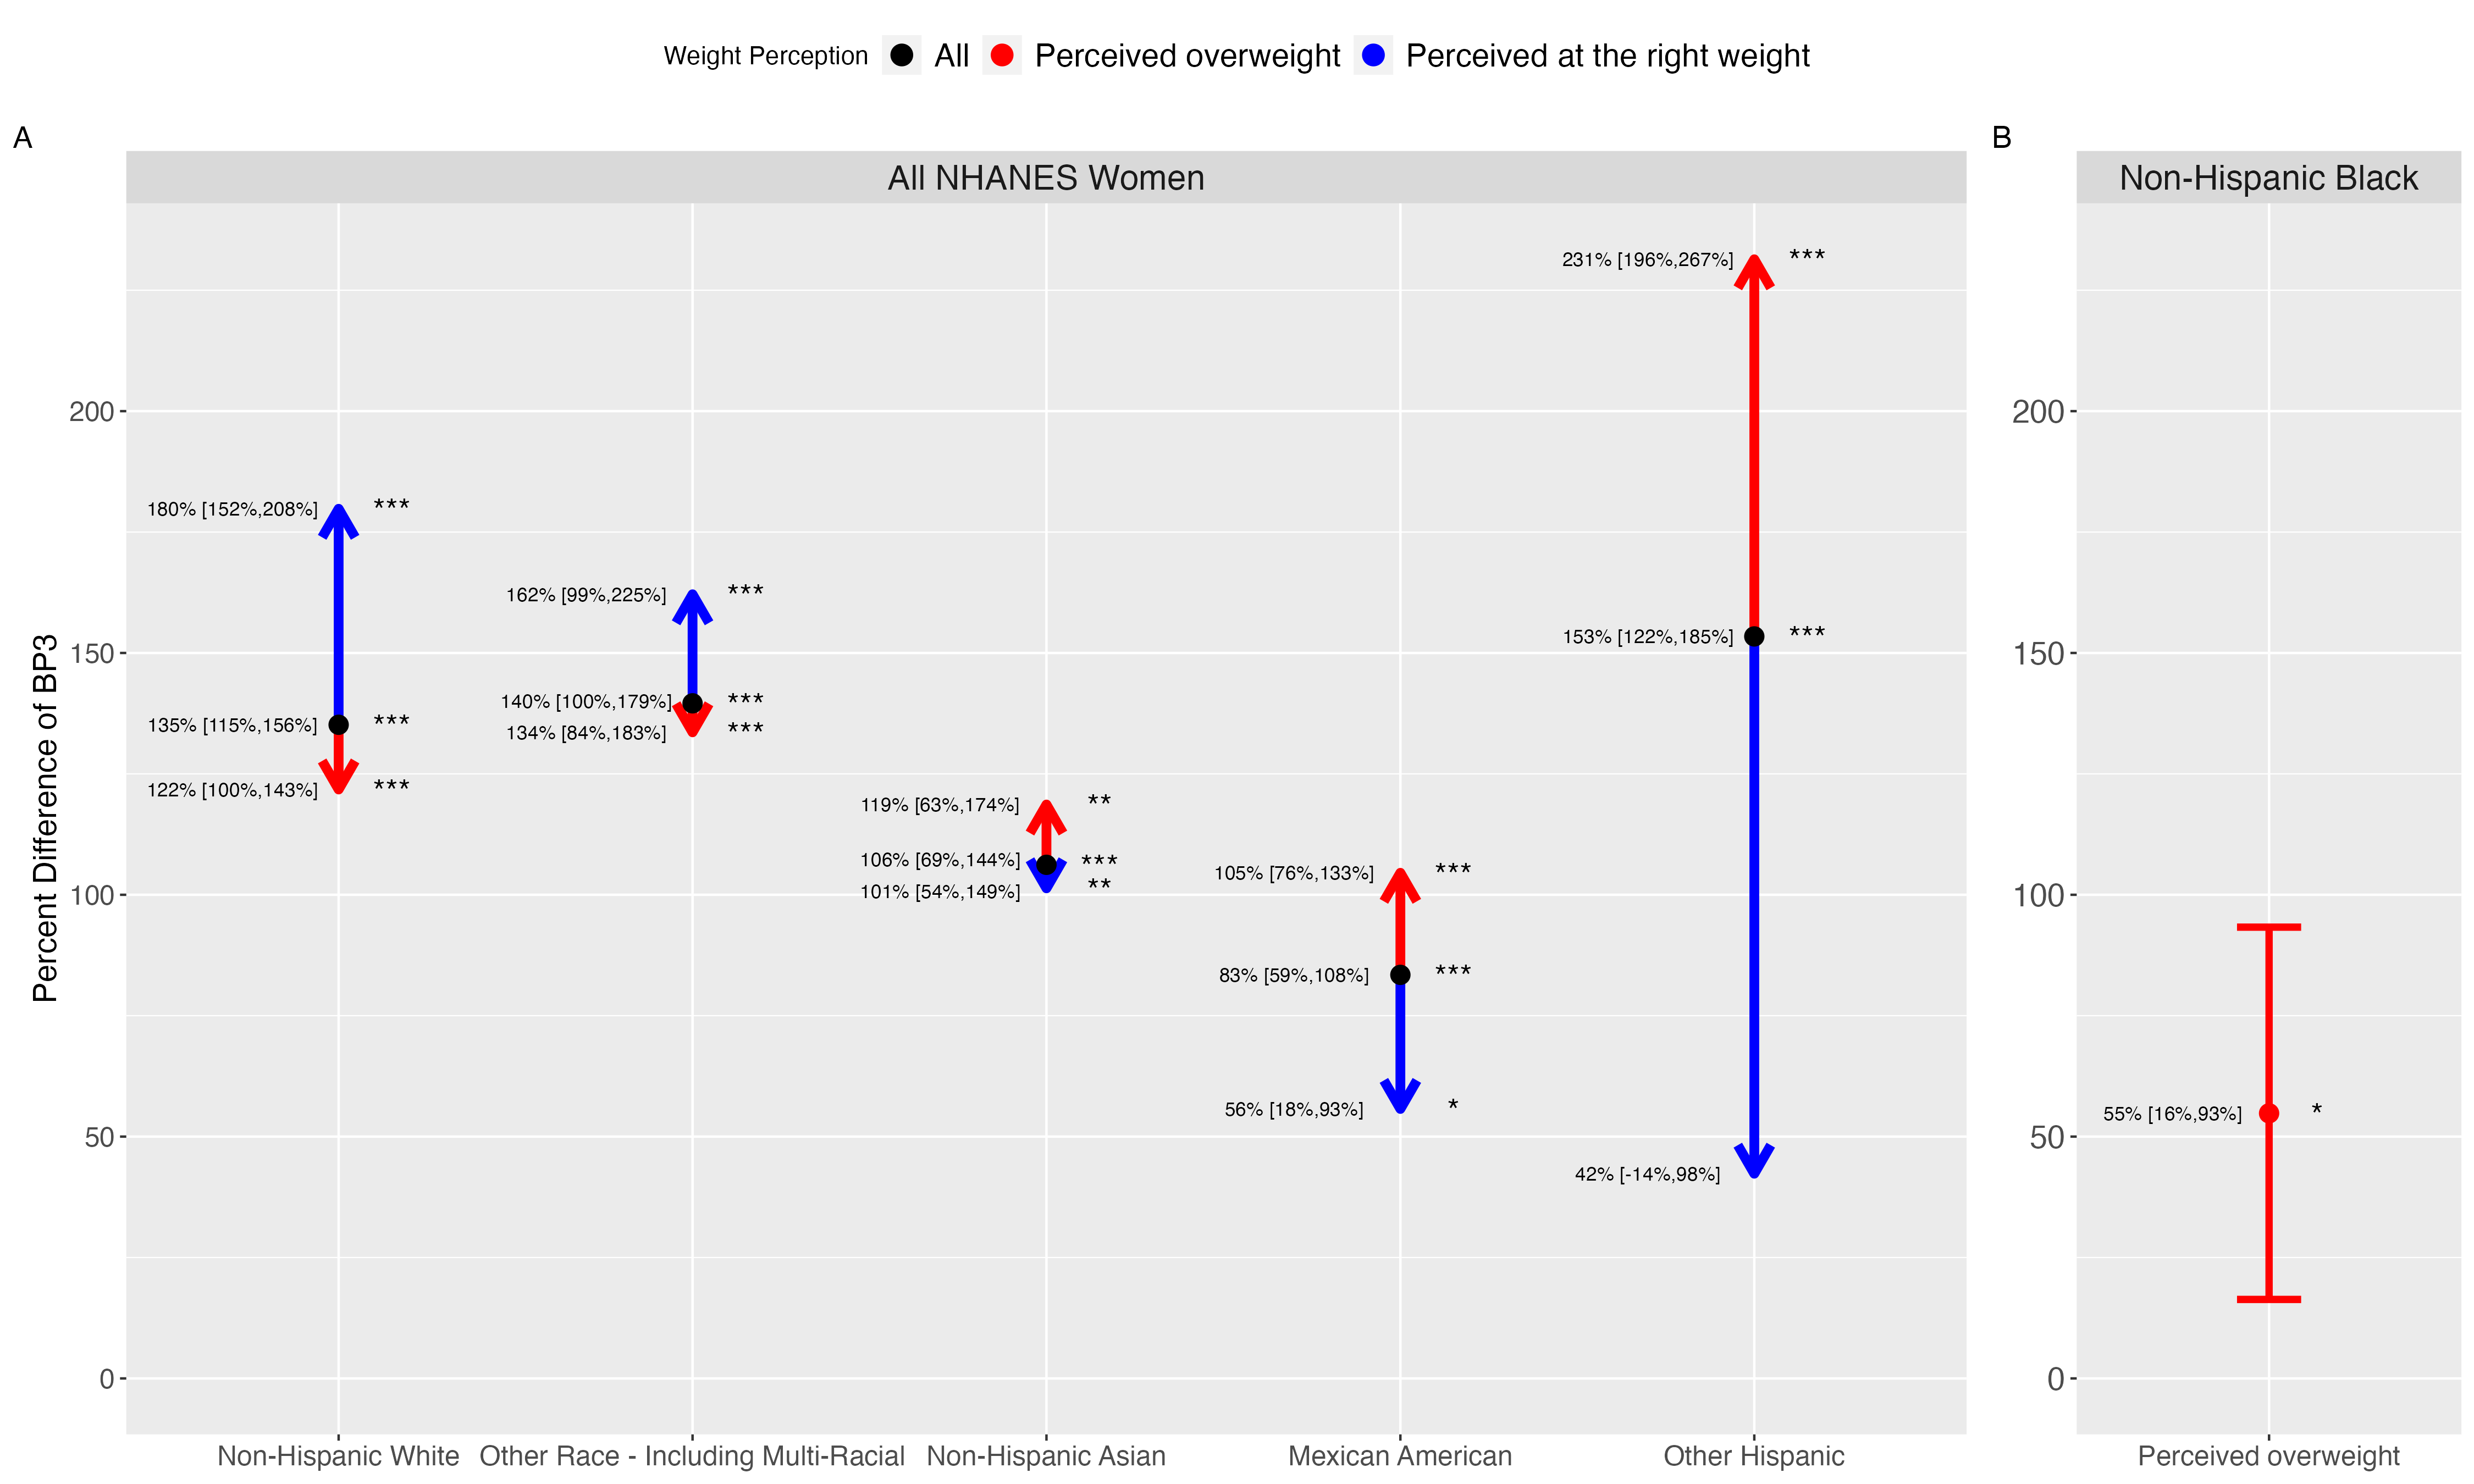 Weight Perception All Perceived overweight Perceived at the right weight
A
All NHANES Women
Percent Difference of BP3
200
150
100
50
0
180% [152%,208%] ***
135% [115%,156%] ***
122% [100%,143%] ***
162% [99%,225%] ***
140% [100%,179%] ***
134% [84%,183%] ***
119% [63%,174%] **
106% [69%,144%] ***
101% [54%,149%] **
105% [76%,133%] ***
83% [59%,108%] ***
56% [18%,93%] *
231% [196%,267%] ***
153% [122%,185%] ***
42% [-14%,98%]
Non-Hispanic White Other Race - Including Multi-Racial Non-Hispanic Asian Mexican American Other Hispanic
B
Non-Hispanic Black
200
150
100
50
0
55% [16%,93%] *
Perceived overweight